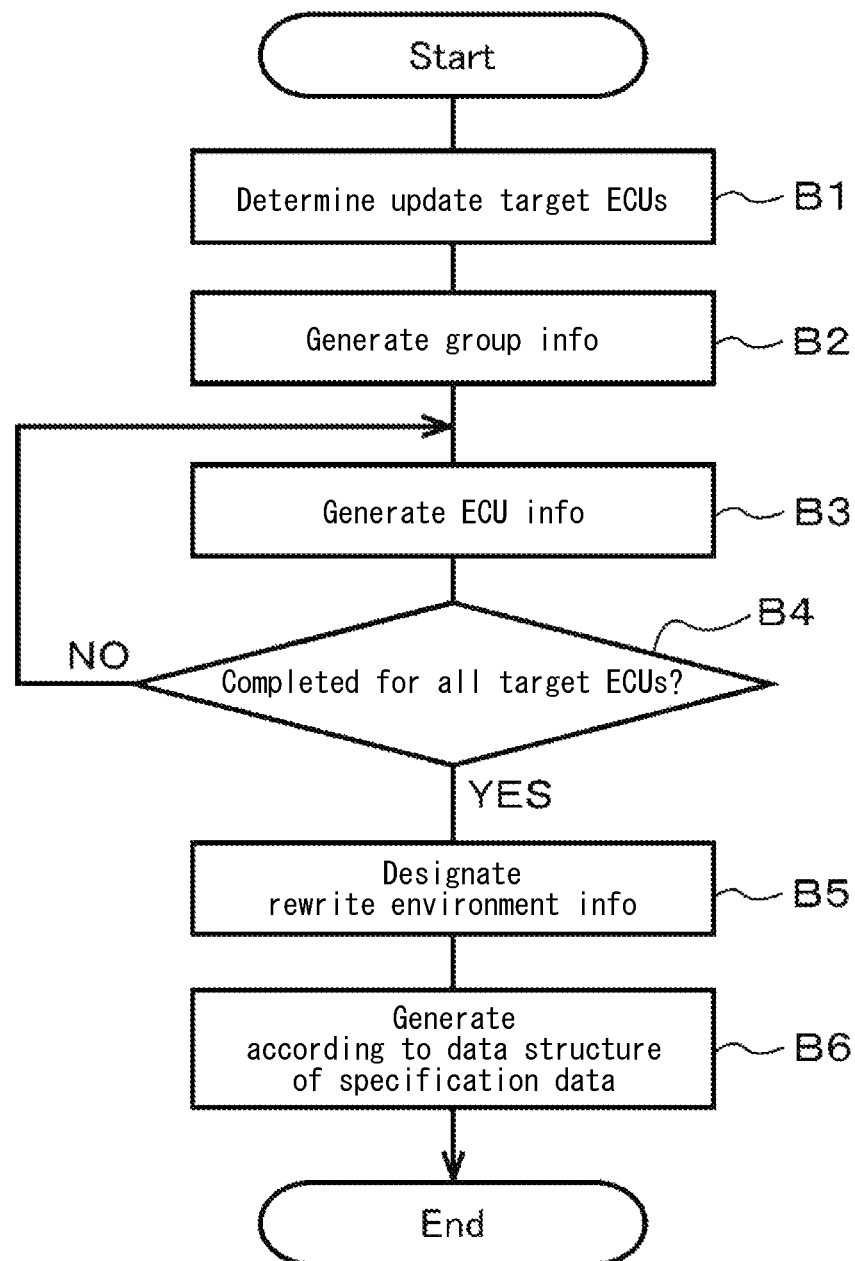 Start
Determine update target ECUs
B1
Generate group info
B2
Generate ECU info
B3
B4
NO
Completed for all target ECUs?
YES
Designate
rewrite environment info
B5
Generate
according to data structure
of specification data
B6
End